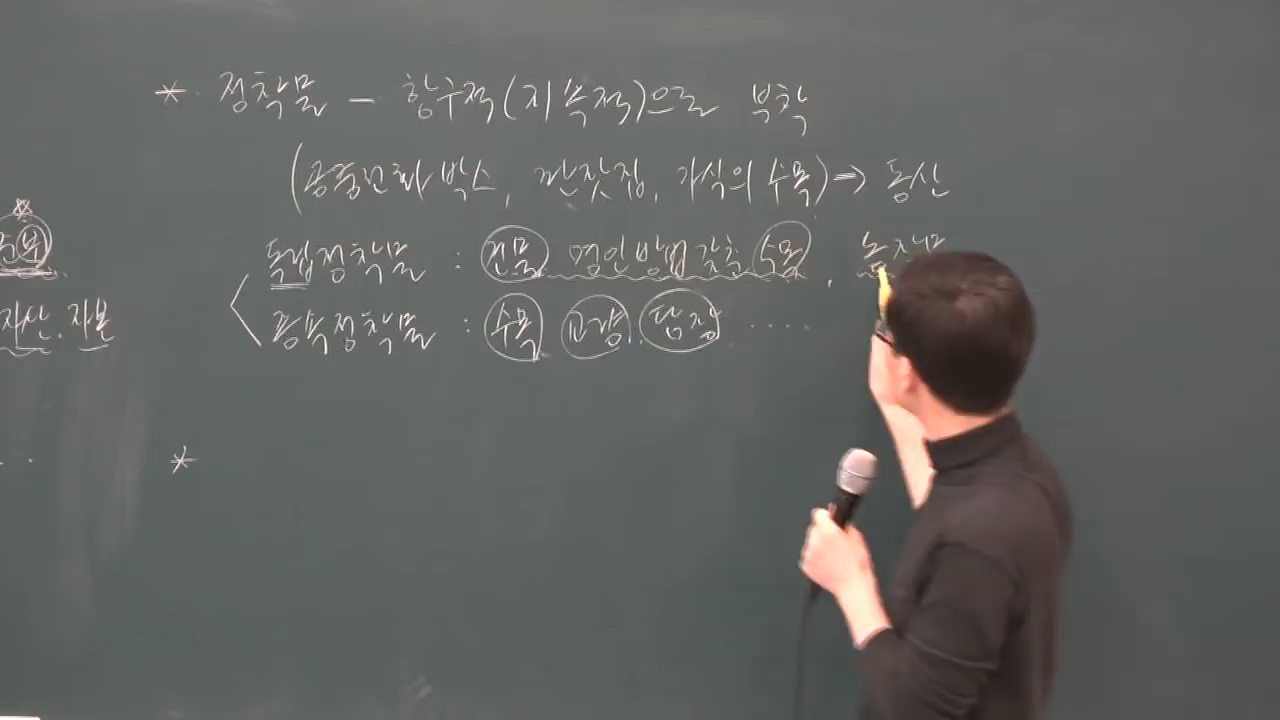 * 정착물 - 항구적(지속적)으로 부착
(공중전화박스, 판잣집, 가식의 수목) → 동산
독립정착물 : 건물 명인방법 갖춘 수목, 농작물
종속정착물 : 수목, 교량, 담장 ....
자산. 자본
*